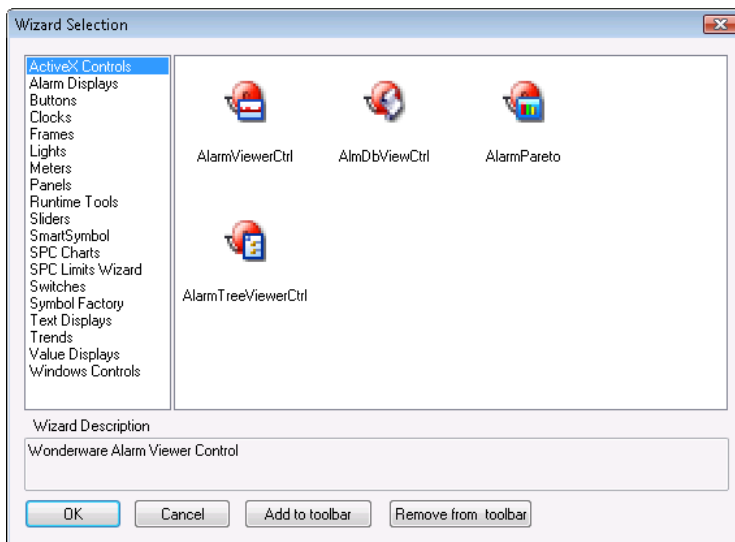 Wizard Selection
ActiveX Controls
Alarm Displays
Buttons
Clocks
Frames
Lights
Meters
Panels
Runtime Tools
Sliders
SmartSymbol
SPC Charts
SPC Limits Wizard
Switches
Symbol Factory
Text Displays
Trends
Value Displays
Windows Controls
AlarmViewerCtrl AlmDbViewCtrl AlarmPareto
AlarmTreeViewerCtrl
Wizard Description
Wonderware Alarm Viewer Control
OK Cancel Add to toolbar Remove from toolbar